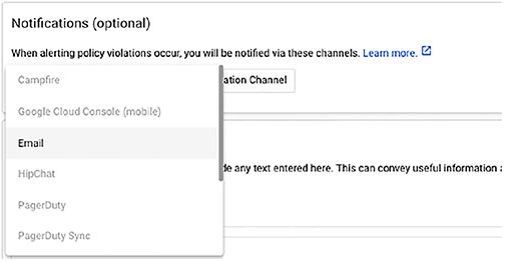 Notifications (optional)
When alerting policy violations occur, you will be notified via these channels. Learn more.
Campfire
ation Channel
Google Cloud Console (mobile)
Email
de any text entered here. This can convey useful information a
HipChat
PagerDuty
PagerDuty Sync